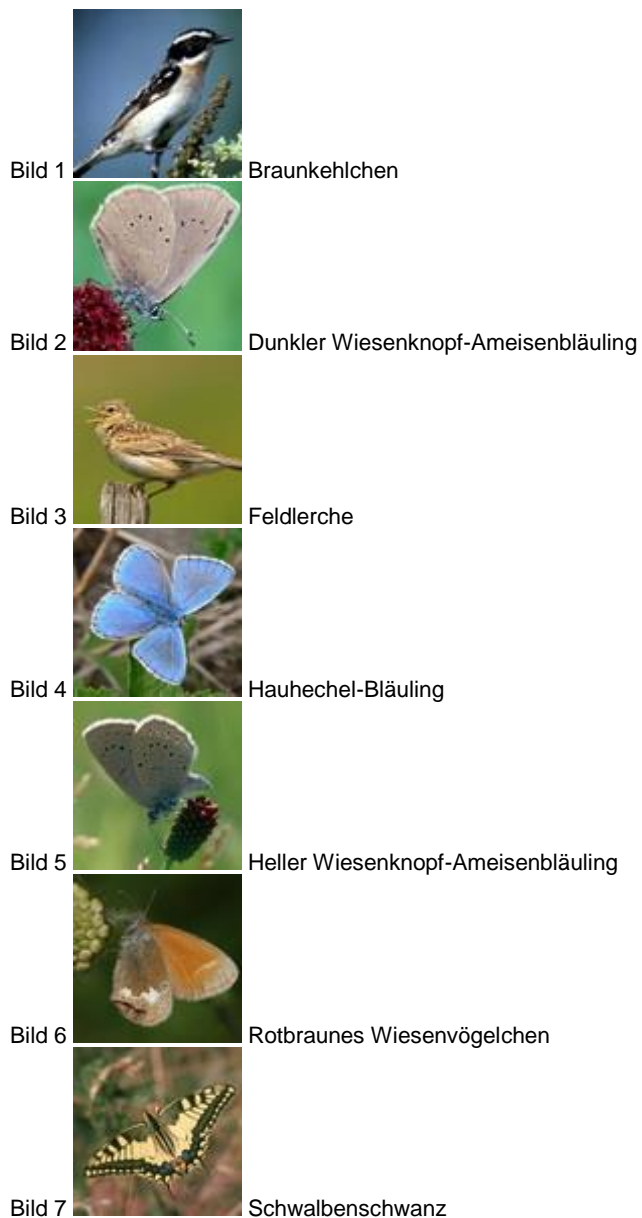 Bild 1 Braunkehlchen
Bild 2 Dunkler Wiesenknopf-Ameisenbläuling
Bild 3 Feldlerche
Bild 4 Hauhechel-Bläuling
Bild 5 Heller Wiesenknopf-Ameisenbläuling
Bild 6 Rotbraunes Wiesenvögelchen
Bild 7 Schwalbenschwanz